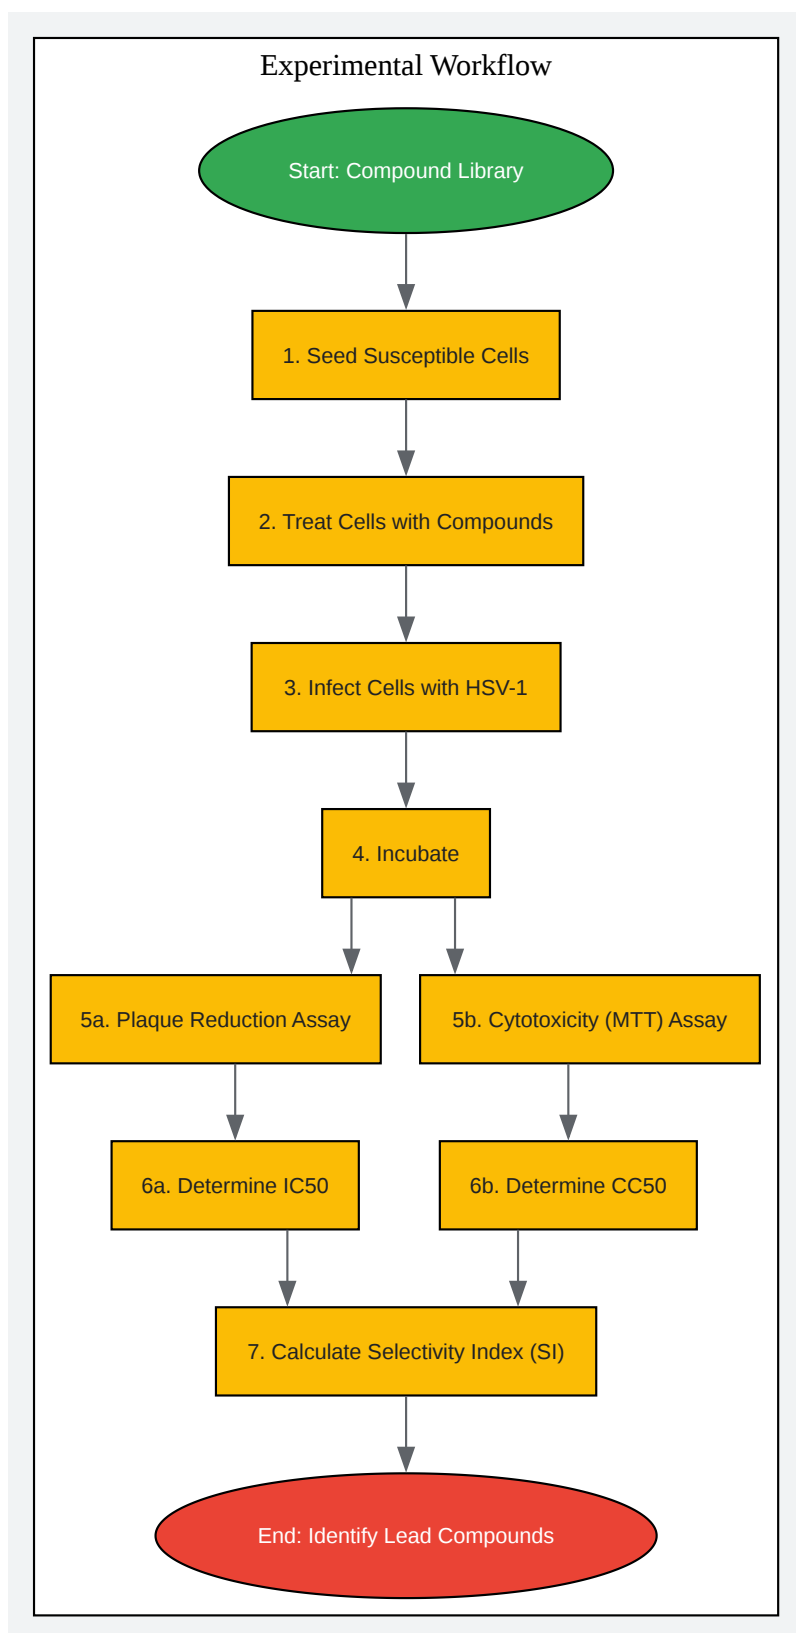 Experimental Workflow
Start: Compound Library
1. Seed Susceptible Cells
2. Treat Cells with Compounds
3. Infect Cells with HSV-1
4. Incubate
5a. Plaque Reduction Assay
5b. Cytotoxicity (MTT) Assay
6a. Determine IC50
6b. Determine CC50
7. Calculate Selectivity Index (SI)
End: Identify Lead Compounds